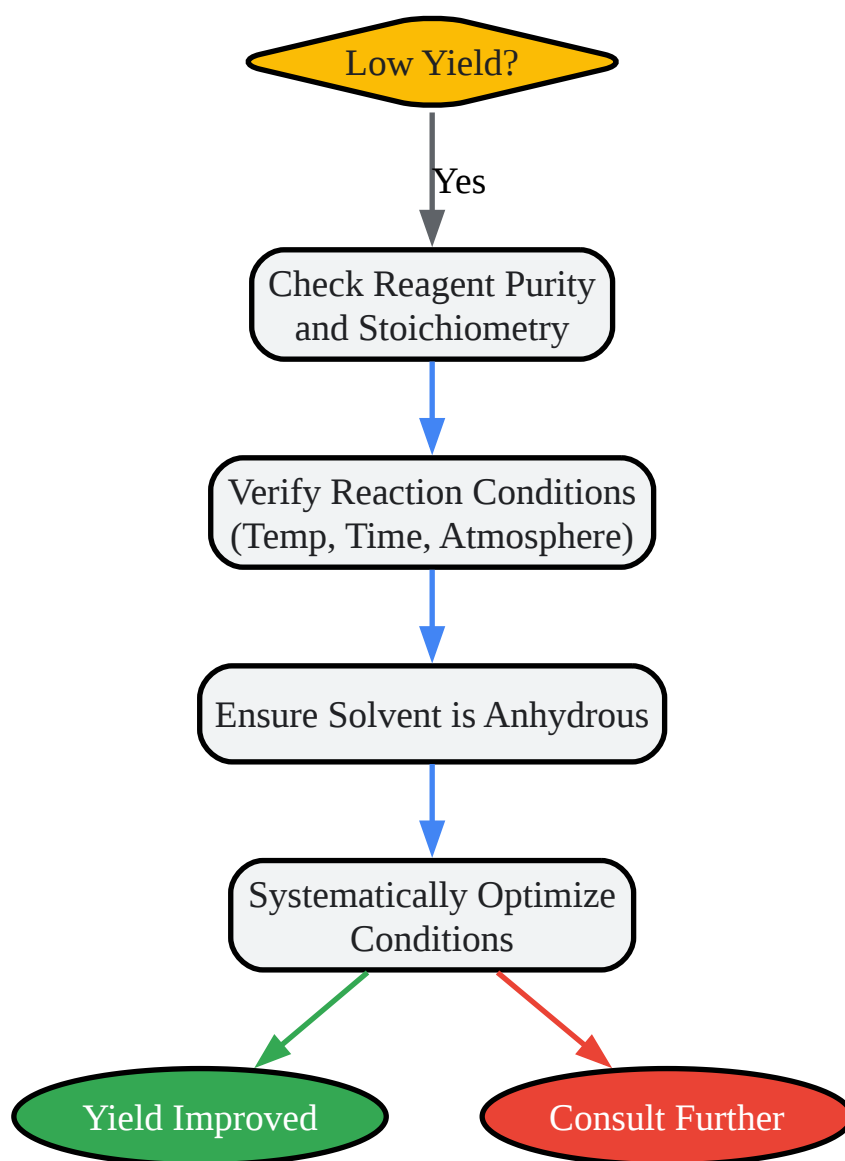 Low Yield?
Yes
Check Reagent Purity
and Stoichiometry
Verify Reaction Conditions
(Temp, Time, Atmosphere)
Ensure Solvent is Anhydrous
Systematically Optimize
Conditions
Yield Improved
Consult Further